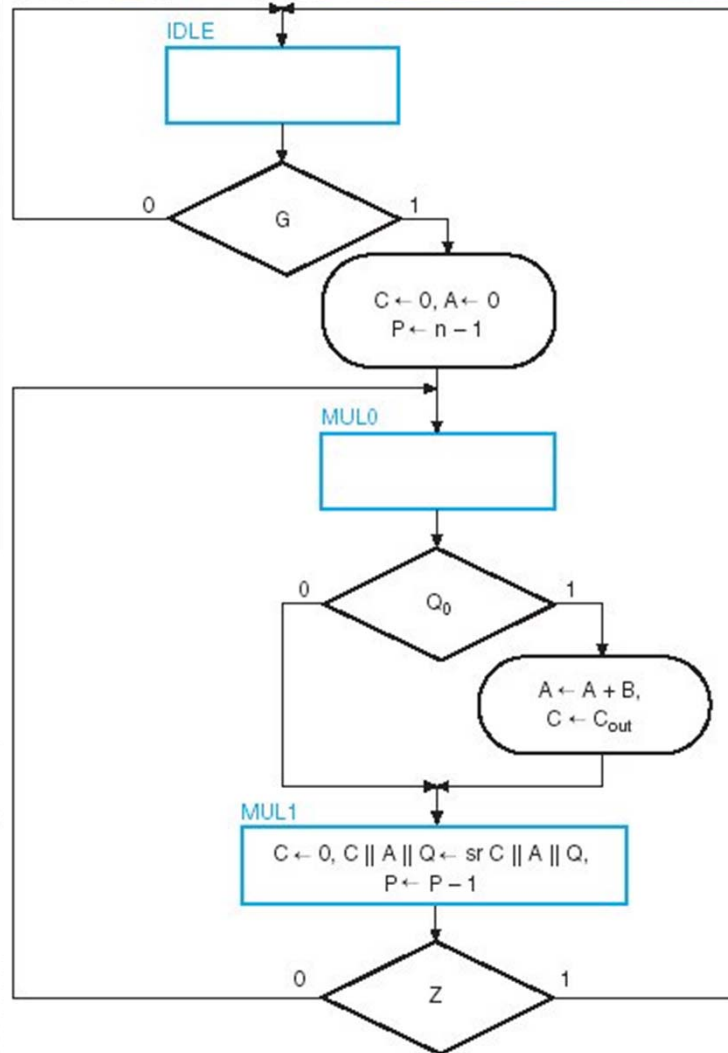 IDLE
0
G
1
C ← 0, A ← 0
P ← n – 1
MUL0
0
Q₀
1
A ← A + B,
C ← Cout
MUL1
C ← 0, C || A || Q ← sr C || A || Q,
P ← P – 1
0
Z
1